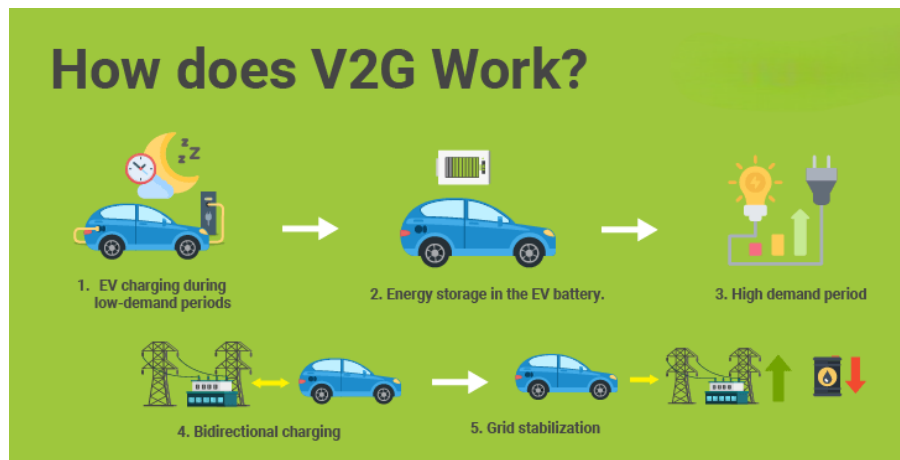 How does V2G Work?
z
z Z
1. EV charging during
low-demand periods
2. Energy storage in the EV battery.
3. High demand period
4. Bidirectional charging
5. Grid stabilization